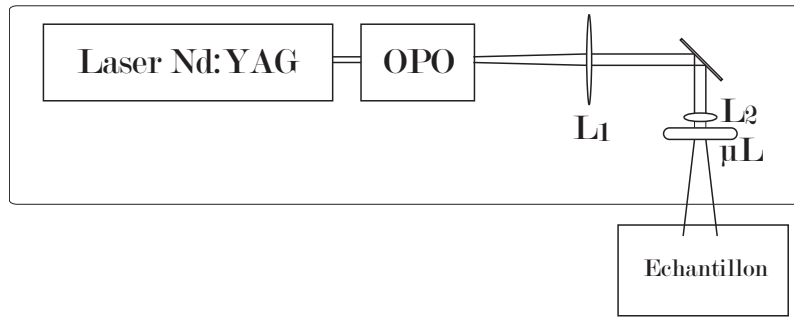 Laser Nd:YAG
OPO
L1
L2
µL
Echantillon